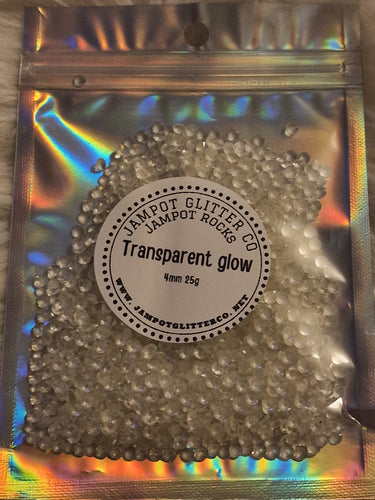 JAMPOT GLITTER CO
JAMPOT ROCKS
Transparent glow
4mm 25g
WWW.JAMPOTGLITTERCO.NET